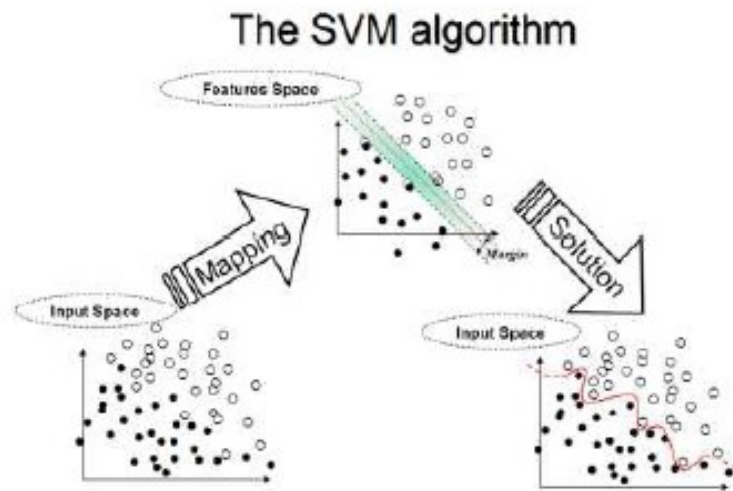 The SVM algorithm
Features Space
Margin
Mapping
Solution
Input Space
Input Space